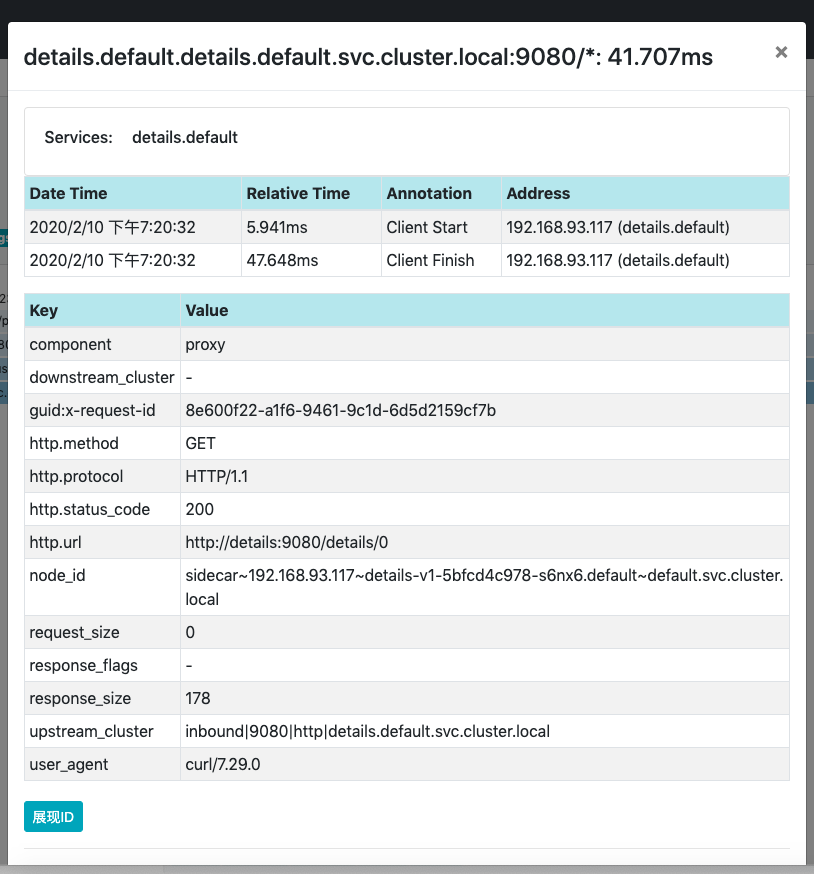 details.default.details.default.svc.cluster.local:9080/*: 41.707ms ×
Services: details.default
Date Time Relative Time Annotation Address
2020/2/10 下午7:20:32 5.941ms Client Start 192.168.93.117 (details.default)
2020/2/10 下午7:20:32 47.648ms Client Finish 192.168.93.117 (details.default)
Key Value
component proxy
downstream_cluster -
guid:x-request-id 8e600f22-a1f6-9461-9c1d-6d5d2159cf7b
http.method GET
http.protocol HTTP/1.1
http.status_code 200
http.url http://details:9080/details/0
node_id sidecar~192.168.93.117~details-v1-5bfcd4c978-s6nx6.default~default.svc.cluster.
local
request_size 0
response_flags -
response_size 178
upstream_cluster inbound|9080|http|details.default.svc.cluster.local
user_agent curl/7.29.0
展现ID